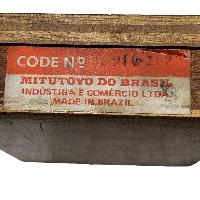 CODE Nº
MITUTOYO DO BRASIL
INDÚSTRIA E COMÉRCIO LTDA.
MADE IN BRAZIL